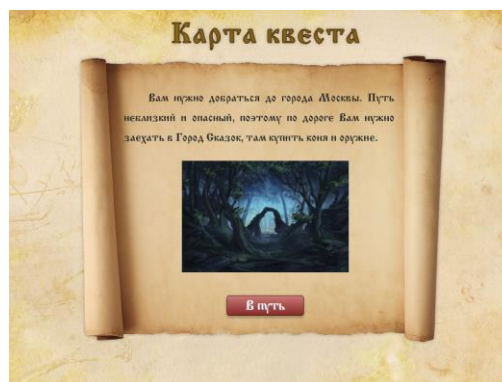 Карта квеста
Вам нужно добраться до города Москвы. Путь
неблизкий и опасный, поэтому по дороге Вам нужно
заехать в Город Сказок, там купить коня и оружие.
В путь